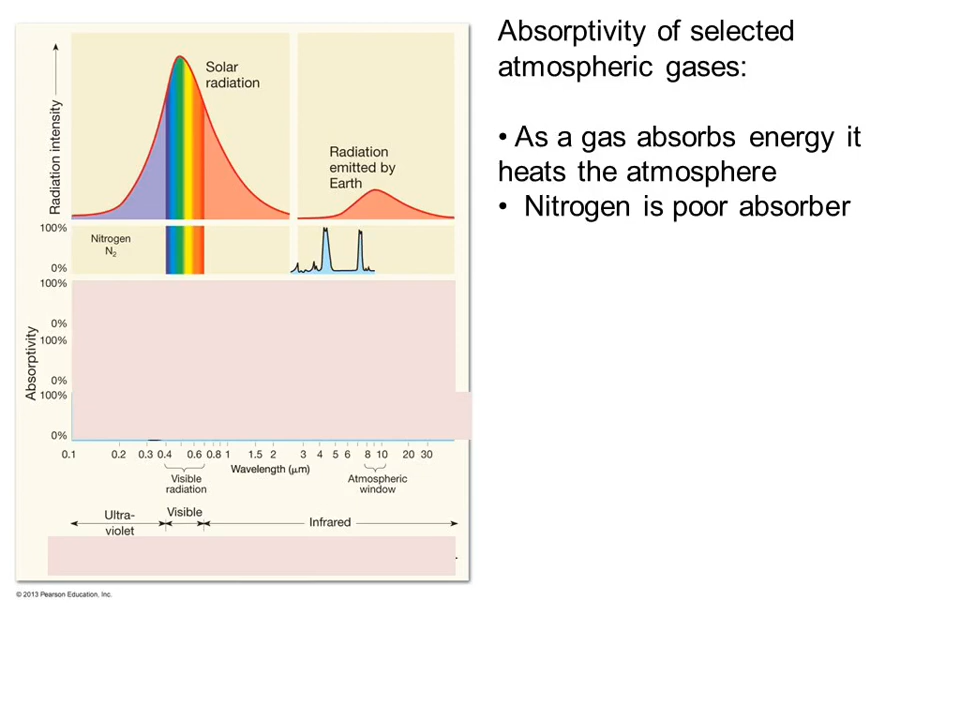 Absorptivity of selected
atmospheric gases:
• As a gas absorbs energy it
heats the atmosphere
• Nitrogen is poor absorber
Radiation intensity
Solar
radiation
Radiation
emitted by
Earth
100%
Nitrogen
N₂
0%
100%
0%
100%
0%
100%
0%
Absorptivity
0.1 0.2 0.3 0.4 0.6 0.8 1 1.5 2 3 4 5 6 8 10 20 30
Wavelength (μm)
Visible
radiation
Atmospheric
window
Ultra-
violet
Visible
Infrared
© 2013 Pearson Education, Inc.